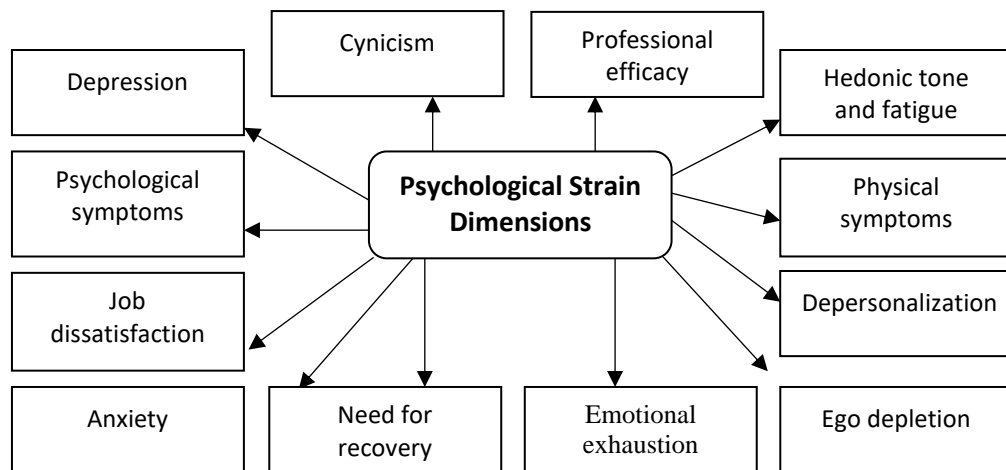 Cynicism
Professional
efficacy
Depression
Hedonic tone
and fatigue
Psychological
symptoms
Psychological Strain
Dimensions
Physical
symptoms
Job
dissatisfaction
Depersonalization
Anxiety
Need for
recovery
Emotional
exhaustion
Ego depletion